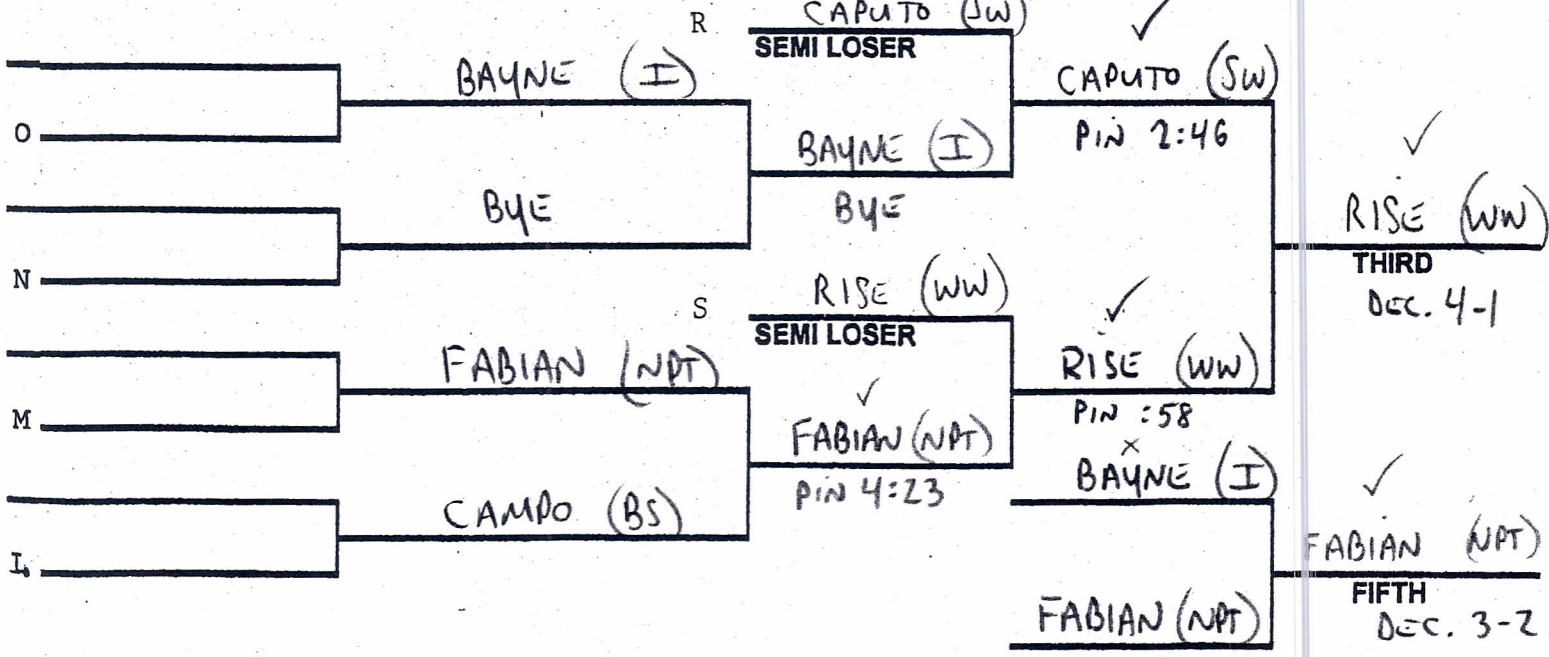 R CAPUTO (SW)
SEMI LOSER
BAYNE (I)
CAPUTO (SW)
O
BAYNE (I)
PIN 2:46
BYE
BYE
RISE (WW)
N
THIRD
RISE (WW)
S
DEC. 4-1
SEMI LOSER
FABIAN (NPT)
RISE (WW)
M
PIN :58
FABIAN (NPT)
BAYNE (I)
PIN 4:23
CAMPO (BS)
FABIAN (NPT)
L
FIFTH
FABIAN (NPT)
DEC. 3-2